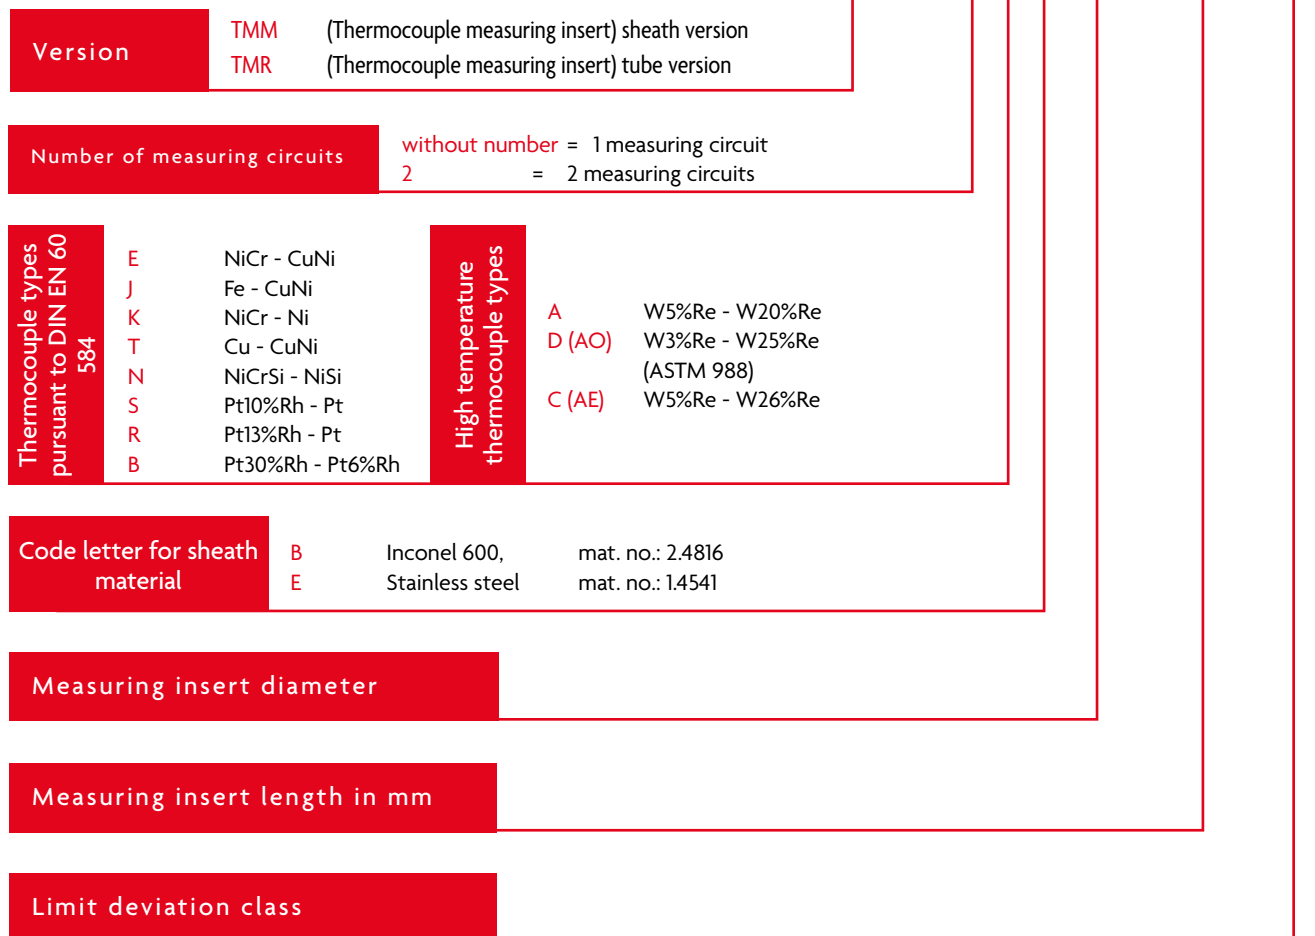 Version
TMM (Thermocouple measuring insert) sheath version
TMR (Thermocouple measuring insert) tube version
Number of measuring circuits
without number = 1 measuring circuit
2 = 2 measuring circuits
Thermocouple types
pursuant to DIN EN 60
584
E NiCr - CuNi
J Fe - CuNi
K NiCr - Ni
T Cu - CuNi
N NiCrSi - NiSi
S Pt10%Rh - Pt
R Pt13%Rh - Pt
B Pt30%Rh - Pt6%Rh
High temperature
thermocouple types
A W5%Re - W20%Re
D (AO) W3%Re - W25%Re
(ASTM 988)
C (AE) W5%Re - W26%Re
Code letter for sheath
material
B Inconel 600, mat. no.: 2.4816
E Stainless steel mat. no.: 1.4541
Measuring insert diameter
Measuring insert length in mm
Limit deviation class